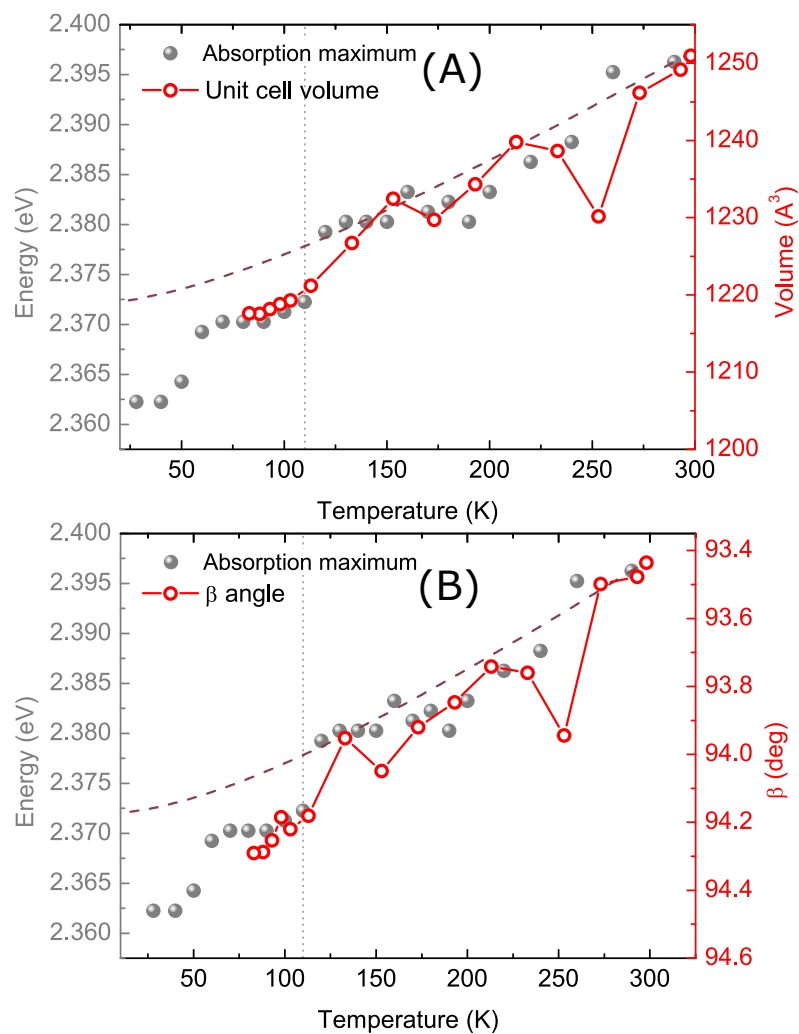 2.400
2.395
2.390
2.385
2.380
2.375
2.370
2.365
2.360
Energy (eV)
Absorption maximum
Unit cell volume
(A)
1250
1240
1230
1220
1210
1200
Volume (A³)
50 100 150 200 250 300
Temperature (K)
2.400
2.395
2.390
2.385
2.380
2.375
2.370
2.365
2.360
Energy (eV)
Absorption maximum
β angle
(B)
93.4
93.6
93.8
94.0
94.2
94.4
94.6
β (deg)
50 100 150 200 250 300
Temperature (K)